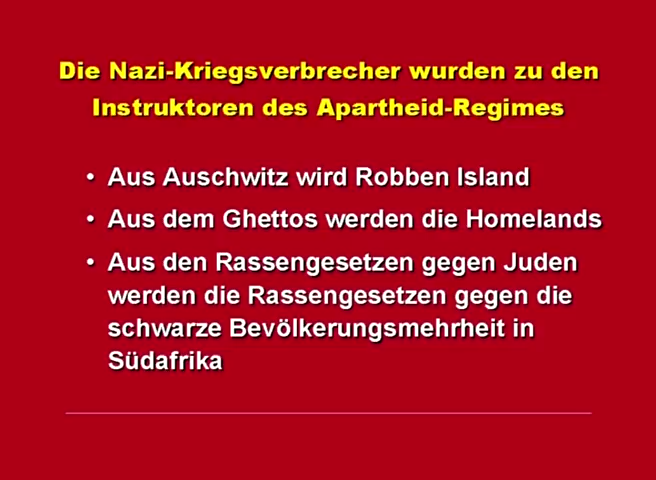 Die Nazi-Kriegsverbrecher wurden zu den
Instruktoren des Apartheid-Regimes
• Aus Auschwitz wird Robben Island
• Aus dem Ghettos werden die Homelands
• Aus den Rassengesetzen gegen Juden
werden die Rassengesetzen gegen die
schwarze Bevölkerungsmehrheit in
Südafrika